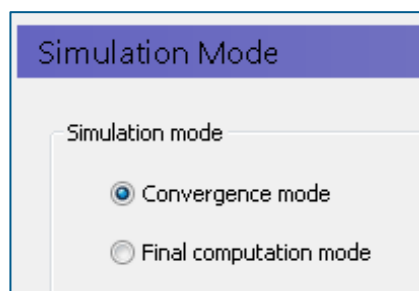 Simulation Mode
Simulation mode
Convergence mode
Final computation mode